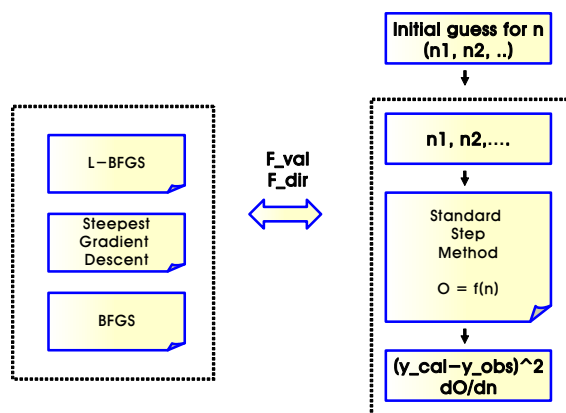 Initial guess for n
(n1, n2, ..)
L-BFGS
Steepest
Gradient
Descent
BFGS
F_val
F_dir
n1, n2,....
Standard
Step
Method
O = f(n)
(y_cal-y_obs)^2
dO/dn